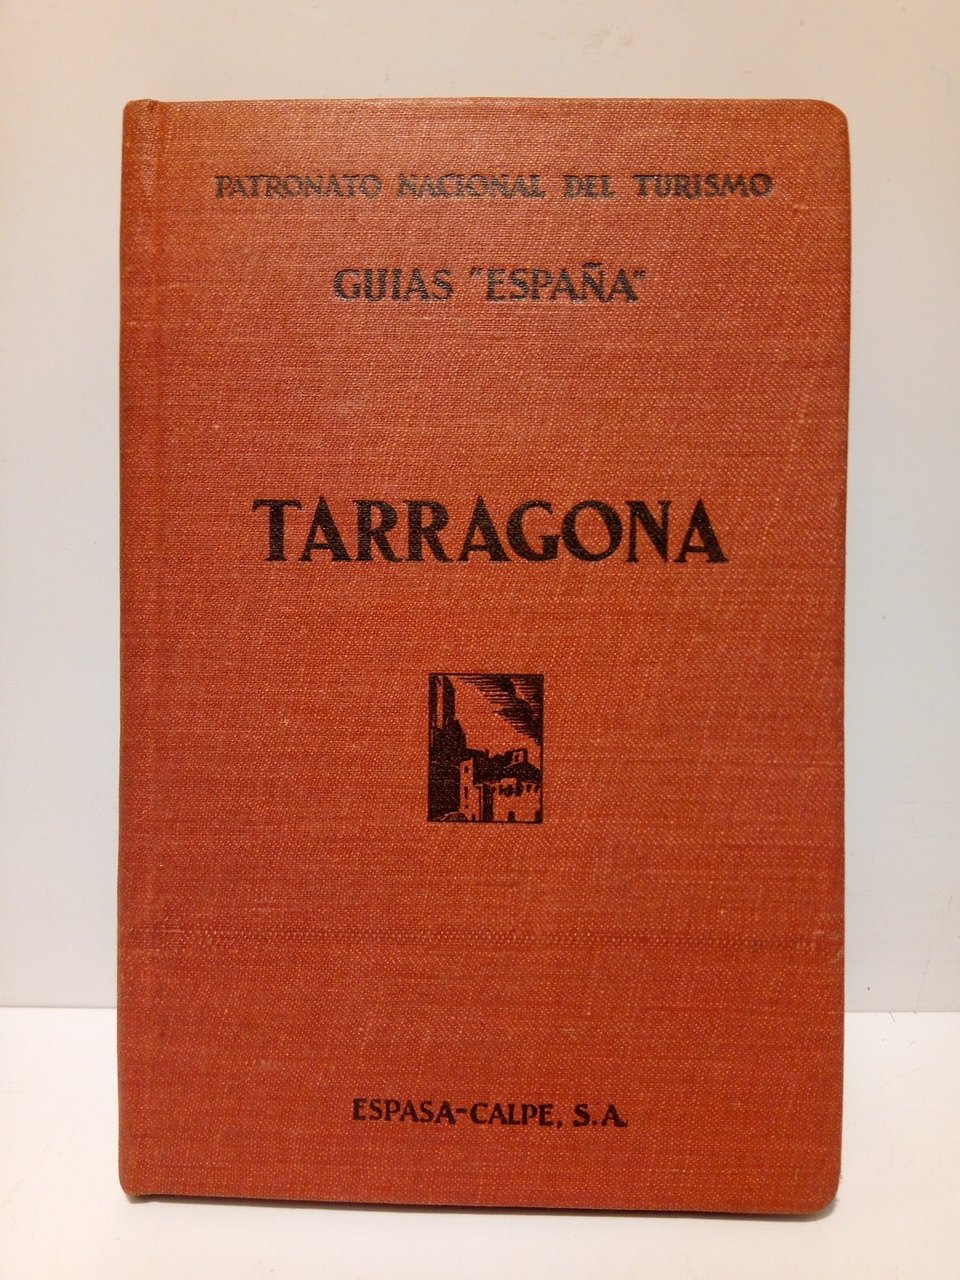 PATRONATO NACIONAL DEL TURISMO
GUIAS "ESPAÑA"
TARRAGONA
ESPASA-CALPE, S.A.